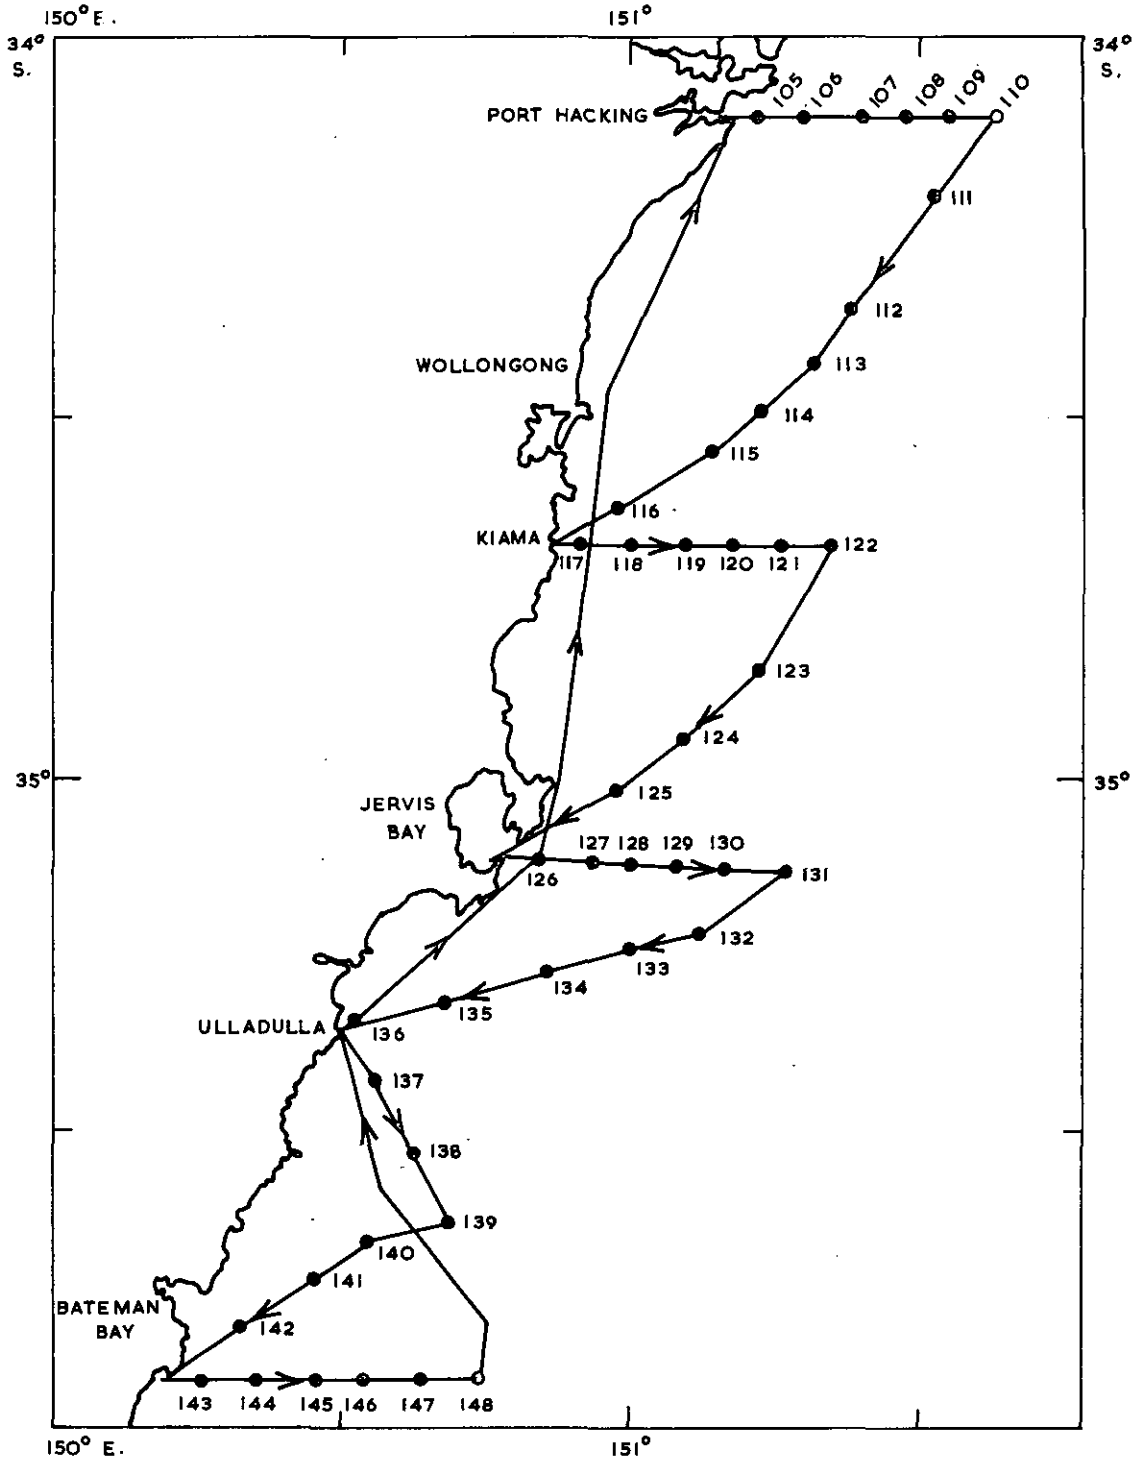 150° E. 151°
34° 34°
S. S.
105 106 107 108 109 110
PORT HACKING
111
112
WOLLONGONG
113
114
115
116
KIAMA 122
117 118 119 120 121
123
124
35° 35°
125
JERVIS
BAY
127 128 129 130
126 131
132
133
134
135
136
ULLADULLA
137
138
139
140
141
BATEMAN
BAY
142
143 144 145 146 147 148
150° E. 151°